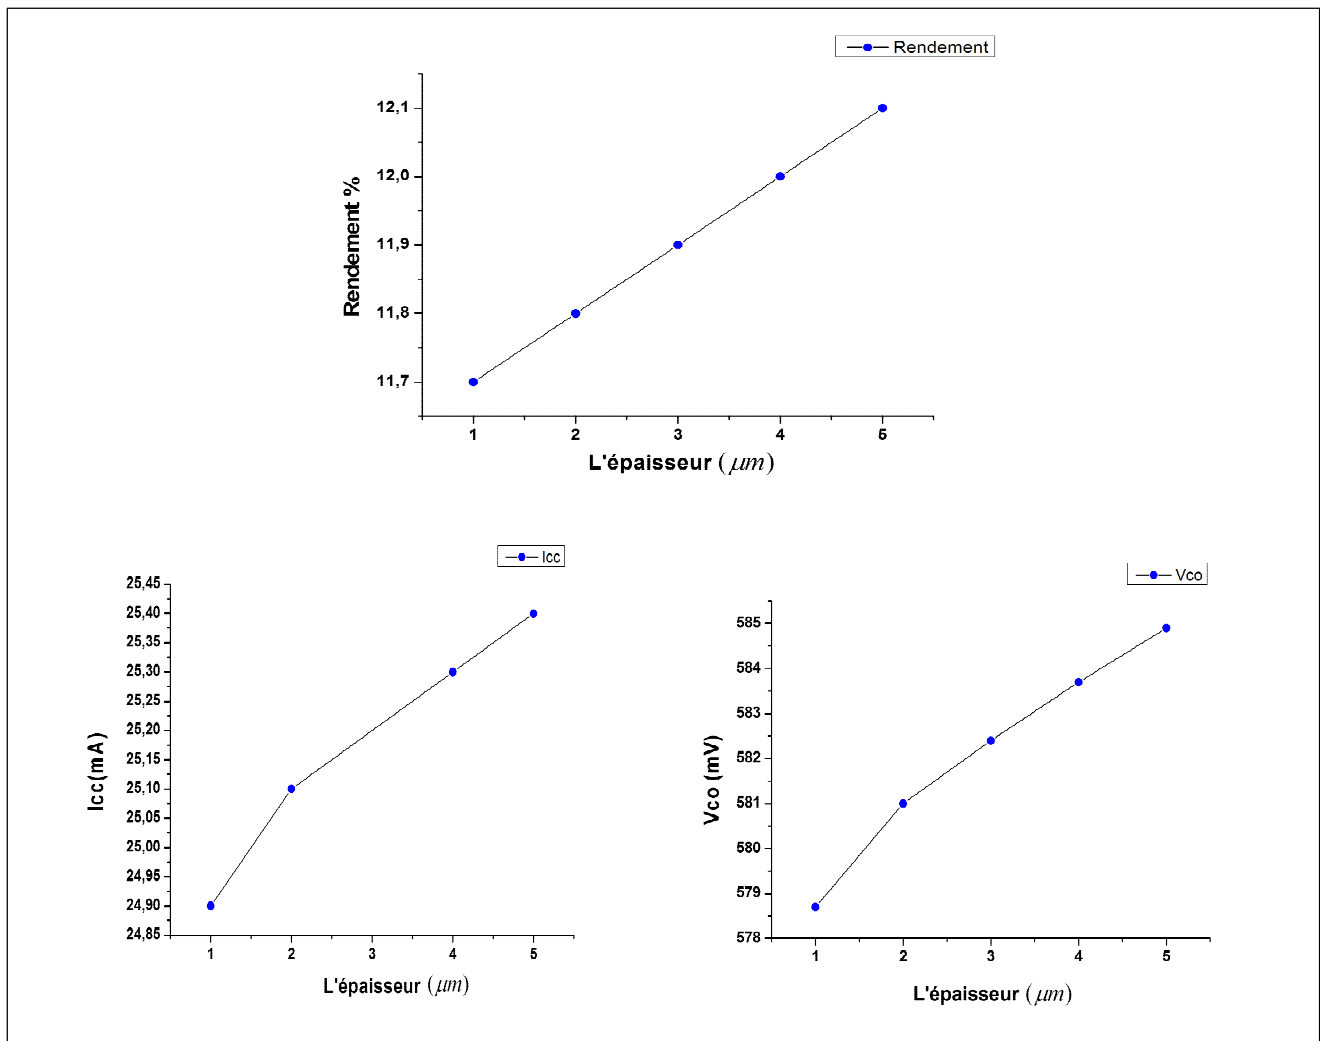 Rendement
12,1
12,0
11,9
11,8
11,7
Rendement %
1 2 3 4 5
L'épaisseur (μm)
Icc
25,45
25,40
25,35
25,30
25,25
25,20
25,15
25,10
25,05
25,00
24,95
24,90
24,85
Icc(mA)
1 2 3 4 5
L'épaisseur (μm)
Vco
585
584
583
582
581
580
579
578
Vco (mV)
1 2 3 4 5
L'épaisseur (μm)